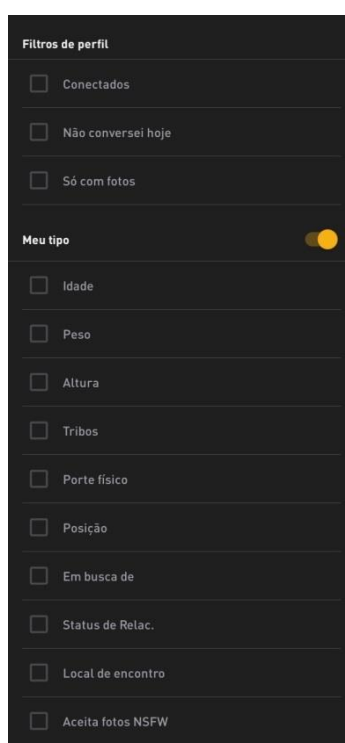 Filtros de perfil
Conectados
Não conversei hoje
Só com fotos
Meu tipo
Idade
Peso
Altura
Tribos
Porte físico
Posição
Em busca de
Status de Relac.
Local de encontro
Aceita fotos NSFW